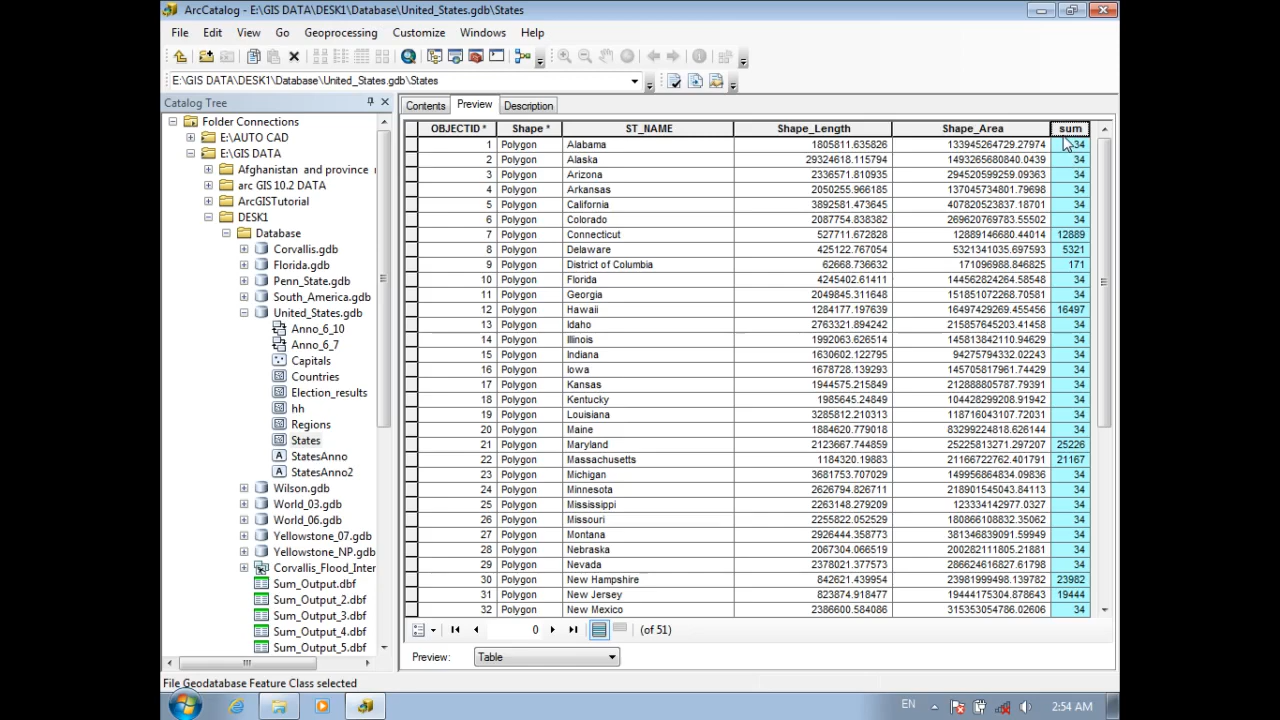 ArcCatalog - E:\GIS DATA\DESK1\Database\United_States.gdb\States
File Edit View Go Geoprocessing Customize Windows Help
E:\GIS DATA\DESK1\Database\United_States.gdb\States
Catalog Tree
Folder Connections
E:\AUTO CAD
E:\GIS DATA
Afghanistan and province
arc GIS 10.2 DATA
ArcGISTutorial
DESK1
Database
Corvallis.gdb
Florida.gdb
Penn_State.gdb
South_America.gdb
United_States.gdb
Anno_6_10
Anno_6_7
Capitals
Countries
Election_results
hh
Regions
States
StatesAnno
StatesAnno2
Wilson.gdb
World_03.gdb
World_06.gdb
Yellowstone_07.gdb
Yellowstone_NP.gdb
Corvallis_Flood_Inter
Sum_Output.dbf
Sum_Output_2.dbf
Sum_Output_3.dbf
Sum_Output_4.dbf
Sum_Output_5.dbf
Contents Preview Description
OBJECTID * Shape * ST_NAME Shape_Length Shape_Area sum
1 Polygon Alabama 1805811.635826 133945264729.27974 34
2 Polygon Alaska 29324618.115794 1493265680840.0439 34
3 Polygon Arizona 2336571.810935 294520599259.09363 34
4 Polygon Arkansas 2050255.966185 137045734801.79698 34
5 Polygon California 3892581.473645 407820523837.18701 34
6 Polygon Colorado 2087754.838382 269620769783.55502 34
7 Polygon Connecticut 527711.672828 12889146680.44014 12889
8 Polygon Delaware 425122.767054 5321341035.697593 5321
9 Polygon District of Columbia 62668.736632 171096988.846825 171
10 Polygon Florida 4245402.61411 144562824264.58548 34
11 Polygon Georgia 2049845.311648 151851072268.70581 34
12 Polygon Hawaii 1284177.197639 16497429269.455456 16497
13 Polygon Idaho 2763321.894242 215857645203.41458 34
14 Polygon Illinois 1992063.626514 145813842110.94629 34
15 Polygon Indiana 1630602.122795 94275794332.02243 34
16 Polygon Iowa 1678728.139293 145705817961.74429 34
17 Polygon Kansas 1944575.215849 212888805787.79391 34
18 Polygon Kentucky 1985645.24849 104428299208.91942 34
19 Polygon Louisiana 3285812.210313 118716043107.72031 34
20 Polygon Maine 1884620.779018 83299224818.626144 34
21 Polygon Maryland 2123667.744859 25225813271.297207 25226
22 Polygon Massachusetts 1184320.19883 21166722762.401791 21167
23 Polygon Michigan 3681753.707029 149956864834.09836 34
24 Polygon Minnesota 2626794.826711 218901545043.84113 34
25 Polygon Mississippi 2263148.279209 123334142977.0327 34
26 Polygon Missouri 2255822.052529 180866108832.35062 34
27 Polygon Montana 2926444.358773 381346839091.59949 34
28 Polygon Nebraska 2067304.066519 200282111805.21881 34
29 Polygon Nevada 2378021.377573 286624616827.61798 34
30 Polygon New Hampshire 842621.439954 23981999498.139782 23982
31 Polygon New Jersey 823874.918477 19444175304.878643 19444
32 Polygon New Mexico 2386600.584086 315353054786.02606 34
0 (of 51)
Preview: Table
File Geodatabase Feature Class selected
EN 2:54 AM